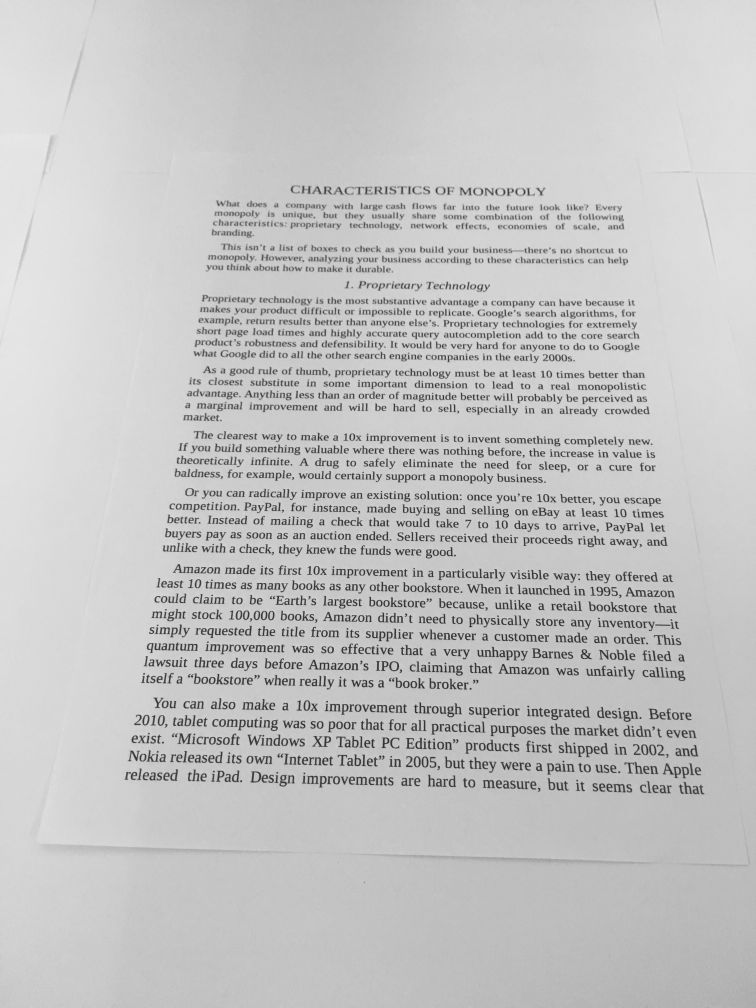 CHARACTERISTICS OF MONOPOLY
What does a company with large cash flows far into the future look like? Every
monopoly is unique, but they usually share some combination of the following
characteristics: proprietary technology, network effects, economies of scale, and
branding.
This isn't a list of boxes to check as you build your business—there's no shortcut to
monopoly. However, analyzing your business according to these characteristics can help
you think about how to make it durable.
1. Proprietary Technology
Proprietary technology is the most substantive advantage a company can have because it
makes your product difficult or impossible to replicate. Google's search algorithms, for
example, return results better than anyone else's. Proprietary technologies for extremely
short page load times and highly accurate query autocompletion add to the core search
product's robustness and defensibility. It would be very hard for anyone to do to Google
what Google did to all the other search engine companies in the early 2000s.
As a good rule of thumb, proprietary technology must be at least 10 times better than
its closest substitute in some important dimension to lead to a real monopolistic
advantage. Anything less than an order of magnitude better will probably be perceived as
a marginal improvement and will be hard to sell, especially in an already crowded
market.
The clearest way to make a 10x improvement is to invent something completely new.
If you build something valuable where there was nothing before, the increase in value is
theoretically infinite. A drug to safely eliminate the need for sleep, or a cure for
baldness, for example, would certainly support a monopoly business.
Or you can radically improve an existing solution: once you're 10x better, you escape
competition. PayPal, for instance, made buying and selling on eBay at least 10 times
better. Instead of mailing a check that would take 7 to 10 days to arrive, PayPal let
buyers pay as soon as an auction ended. Sellers received their proceeds right away, and
unlike with a check, they knew the funds were good.
Amazon made its first 10x improvement in a particularly visible way: they offered at
least 10 times as many books as any other bookstore. When it launched in 1995, Amazon
could claim to be “Earth's largest bookstore” because, unlike a retail bookstore that
might stock 100,000 books, Amazon didn't need to physically store any inventory—it
simply requested the title from its supplier whenever a customer made an order. This
quantum improvement was so effective that a very unhappy Barnes & Noble filed a
lawsuit three days before Amazon's IPO, claiming that Amazon was unfairly calling
itself a “bookstore” when really it was a “book broker.”
You can also make a 10x improvement through superior integrated design. Before
2010, tablet computing was so poor that for all practical purposes the market didn't even
exist. “Microsoft Windows XP Tablet PC Edition” products first shipped in 2002, and
Nokia released its own “Internet Tablet” in 2005, but they were a pain to use. Then Apple
released the iPad. Design improvements are hard to measure, but it seems clear that